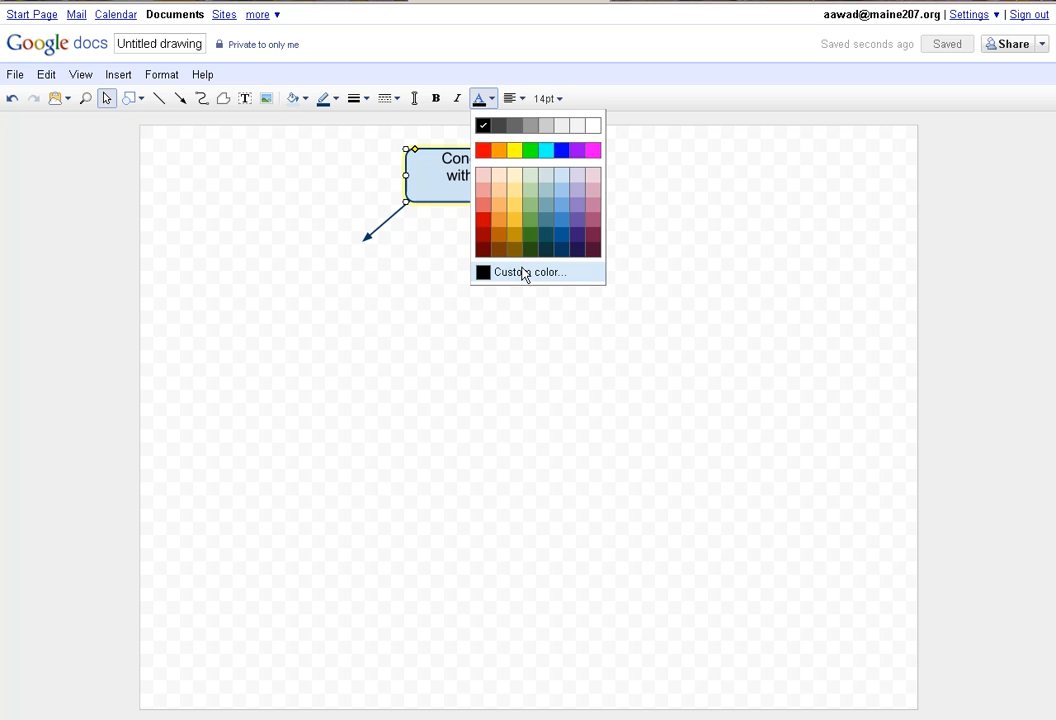 Start Page Mail Calendar Documents Sites more ▼ aawad@maine207.org | Settings ▼ | Sign out
Google docs Untitled drawing Private to only me Saved seconds ago Saved Share
File Edit View Insert Format Help
T B I A 14pt
Con
with
Custom color...